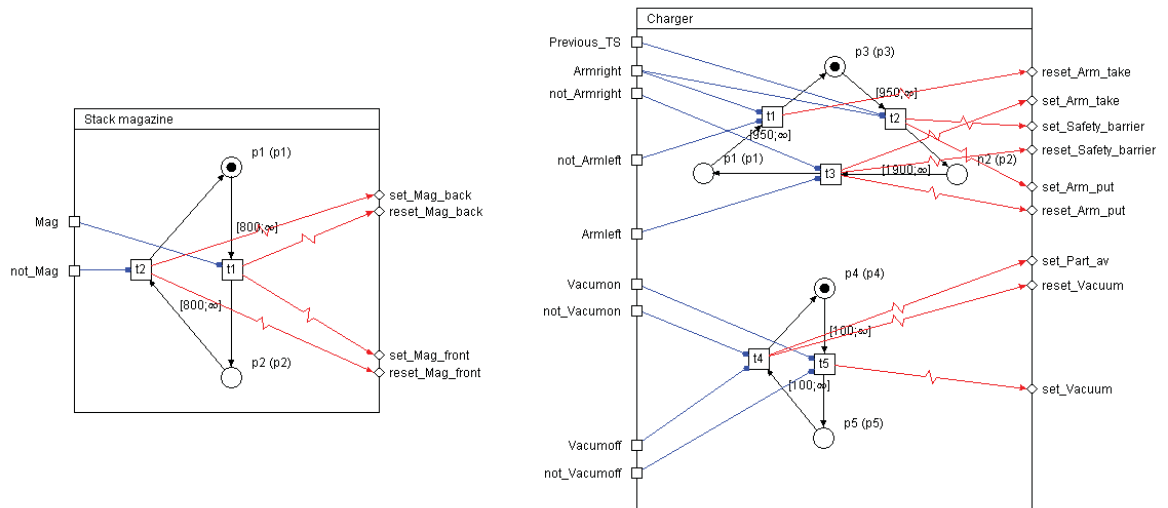 Stack magazine
p1 (p1)
set_Mag_back
reset_Mag_back
Mag
[800;∞]
not_Mag
t2
t1
[800;∞]
p2 (p2)
set_Mag_front
reset_Mag_front
Charger
Previous_TS
p3 (p3)
Armright
reset_Arm_take
not_Armright
[950;∞]
set_Arm_take
t1
t2
set_Safety_barrier
[950;∞]
reset_Safety_barrier
not_Armleft
p1 (p1)
t3
[1900;∞]
p2 (p2)
set_Arm_put
reset_Arm_put
Armleft
set_Part_av
p4 (p4)
Vacumon
reset_Vacuum
not_Vacumon
[100;∞]
t4
t5
[100;∞]
set_Vacuum
p5 (p5)
Vacumoff
not_Vacumoff